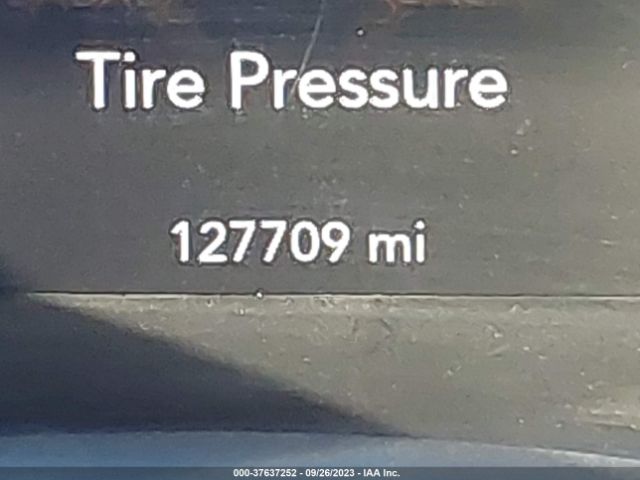 Tire Pressure
127709 mi
000-37637252 - 09/26/2023 - IAA Inc.